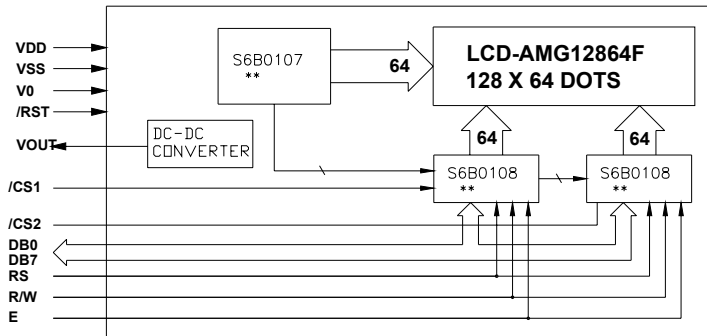 VDD
VSS
V0
/RST
VOUT
/CS1
/CS2
DB0
DB7
RS
R/W
E
S6B0107
**
64
LCD-AMG12864F
128 X 64 DOTS
DC-DC
CONVERTER
64
64
S6B0108
**
S6B0108
**